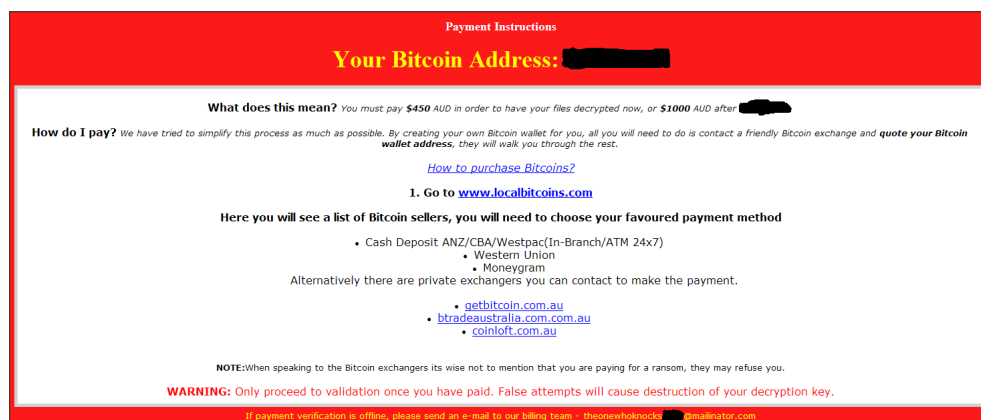 Payment Instructions
Your Bitcoin Address:
What does this mean? You must pay $450 AUD in order to have your files decrypted now, or $1000 AUD after
How do I pay? We have tried to simplify this process as much as possible. By creating your own Bitcoin wallet for you, all you will need to do is contact a friendly Bitcoin exchange and quote your Bitcoin
wallet address, they will walk you through the rest.
How to purchase Bitcoins?
1. Go to www.localbitcoins.com
Here you will see a list of Bitcoin sellers, you will need to choose your favoured payment method
• Cash Deposit ANZ/CBA/Westpac(In-Branch/ATM 24x7)
• Western Union
• Moneygram
Alternatively there are private exchangers you can contact to make the payment.
• getbitcoin.com.au
• btradeaustralia.com.com.au
• coinloft.com.au
NOTE:When speaking to the Bitcoin exchangers its wise not to mention that you are paying for a ransom, they may refuse you.
WARNING: Only proceed to validation once you have paid. False attempts will cause destruction of your decryption key.
If payment verification is offline, please send an e-mail to our billing team - theonewhoknocks @mailinator.com